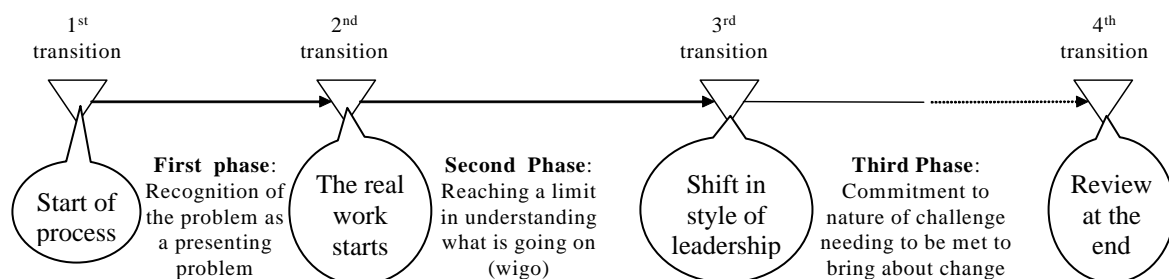 1st
transition
2nd
transition
3rd
transition
4th
transition
Start of
process
First phase:
Recognition of
the problem as
a presenting
problem
The real
work
starts
Second Phase:
Reaching a limit
in understanding
what is going on
(wigo)
Shift in
style of
leadership
Third Phase:
Commitment to
nature of challenge
needing to be met to
bring about change
Review
at the
end